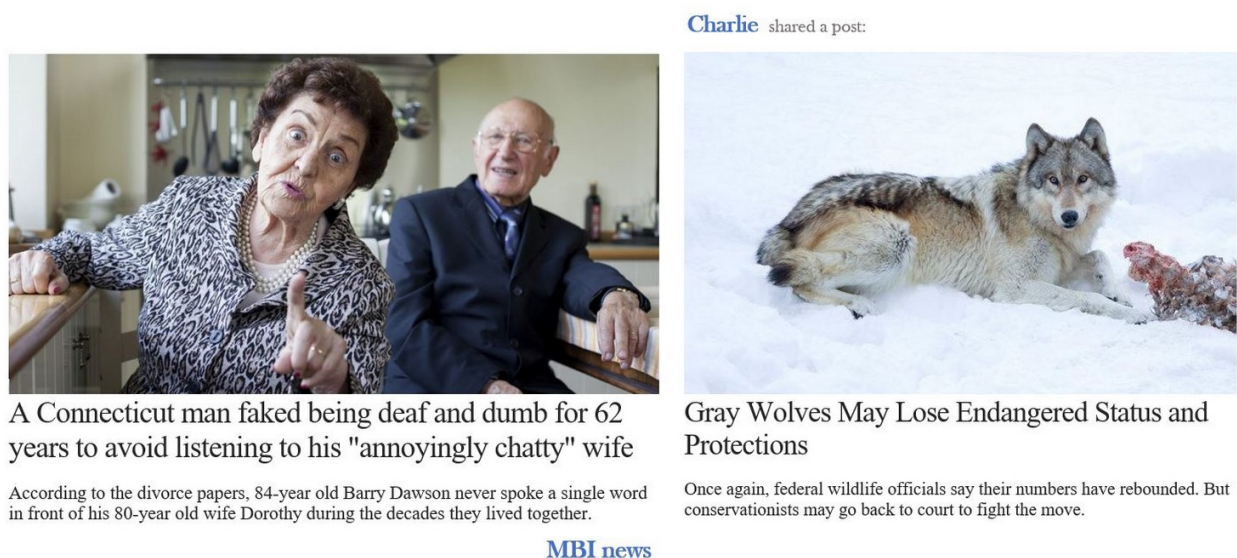 A Connecticut man faked being deaf and dumb for 62
years to avoid listening to his "annoyingly chatty" wife
According to the divorce papers, 84-year old Barry Dawson never spoke a single word
in front of his 80-year old wife Dorothy during the decades they lived together.
MBI news
Charlie shared a post:
Gray Wolves May Lose Endangered Status and
Protections
Once again, federal wildlife officials say their numbers have rebounded. But
conservationists may go back to court to fight the move.